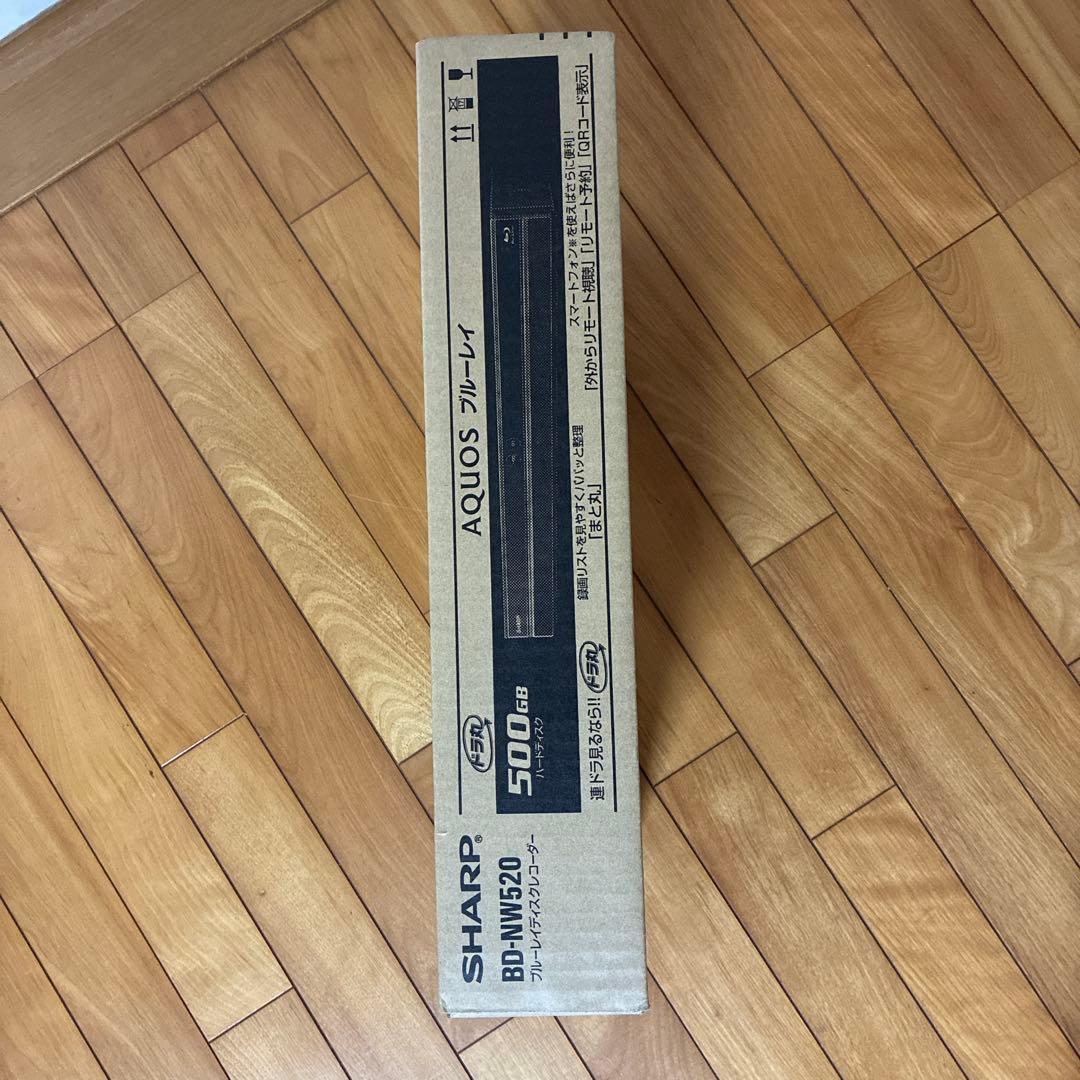 SHARP®
BD-NW520
ブルーレイディスクレコーダー
ドラ丸
AQUOS ブルーレイ
500GB
ハードディスク
SHARP
連ドラ見るなら!! ドラ丸
録画リストを見やすくパパッと整理
「まと丸」
スマートフォン※を使えばさらに便利!
「外からリモート視聴」「リモート予約」「QRコード表示」